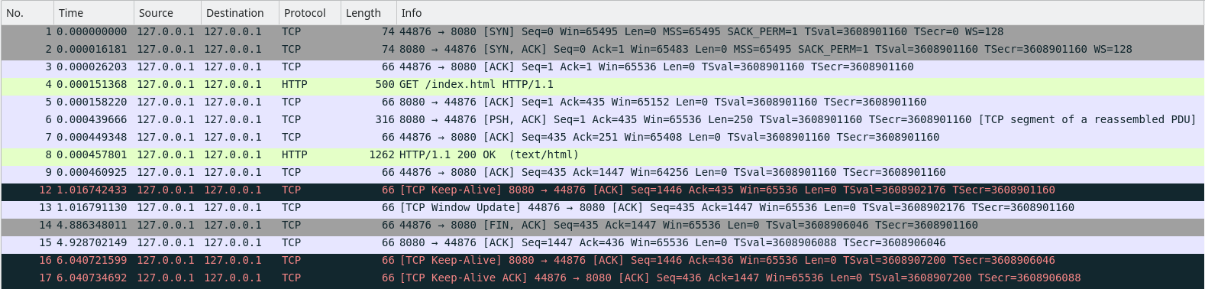 No. Time Source Destination Protocol Length Info
1 0.000000000 127.0.0.1 127.0.0.1 TCP 74 44876 → 8080 [SYN] Seq=0 Win=65495 Len=0 MSS=65495 SACK_PERM=1 TSval=3608901160 TSecr=0 WS=128
2 0.000016181 127.0.0.1 127.0.0.1 TCP 74 8080 → 44876 [SYN, ACK] Seq=0 Ack=1 Win=65483 Len=0 MSS=65495 SACK_PERM=1 TSval=3608901160 TSecr=3608901160 WS=128
3 0.000026203 127.0.0.1 127.0.0.1 TCP 66 44876 → 8080 [ACK] Seq=1 Ack=1 Win=65536 Len=0 TSval=3608901160 TSecr=3608901160
4 0.000151368 127.0.0.1 127.0.0.1 HTTP 500 GET /index.html HTTP/1.1
5 0.000158220 127.0.0.1 127.0.0.1 TCP 66 8080 → 44876 [ACK] Seq=1 Ack=435 Win=65152 Len=0 TSval=3608901160 TSecr=3608901160
6 0.000439666 127.0.0.1 127.0.0.1 TCP 316 8080 → 44876 [PSH, ACK] Seq=1 Ack=435 Win=65536 Len=250 TSval=3608901160 TSecr=3608901160 [TCP segment of a reassembled PDU]
7 0.000449348 127.0.0.1 127.0.0.1 TCP 66 44876 → 8080 [ACK] Seq=435 Ack=251 Win=65408 Len=0 TSval=3608901160 TSecr=3608901160
8 0.000457801 127.0.0.1 127.0.0.1 HTTP 1262 HTTP/1.1 200 OK (text/html)
9 0.000460925 127.0.0.1 127.0.0.1 TCP 66 44876 → 8080 [ACK] Seq=435 Ack=1447 Win=64256 Len=0 TSval=3608901160 TSecr=3608901160
12 1.016742433 127.0.0.1 127.0.0.1 TCP 66 [TCP Keep-Alive] 8080 → 44876 [ACK] Seq=1446 Ack=435 Win=65536 Len=0 TSval=3608902176 TSecr=3608901160
13 1.016791130 127.0.0.1 127.0.0.1 TCP 66 [TCP Window Update] 44876 → 8080 [ACK] Seq=435 Ack=1447 Win=65536 Len=0 TSval=3608902176 TSecr=3608901160
14 4.886348011 127.0.0.1 127.0.0.1 TCP 66 44876 → 8080 [FIN, ACK] Seq=435 Ack=1447 Win=65536 Len=0 TSval=3608906046 TSecr=3608901160
15 4.928702149 127.0.0.1 127.0.0.1 TCP 66 8080 → 44876 [ACK] Seq=1447 Ack=436 Win=65536 Len=0 TSval=3608906088 TSecr=3608906046
16 6.040721599 127.0.0.1 127.0.0.1 TCP 66 [TCP Keep-Alive] 8080 → 44876 [ACK] Seq=1446 Ack=436 Win=65536 Len=0 TSval=3608907200 TSecr=3608906046
17 6.040734692 127.0.0.1 127.0.0.1 TCP 66 [TCP Keep-Alive ACK] 44876 → 8080 [ACK] Seq=436 Ack=1447 Win=65536 Len=0 TSval=3608907200 TSecr=3608906088